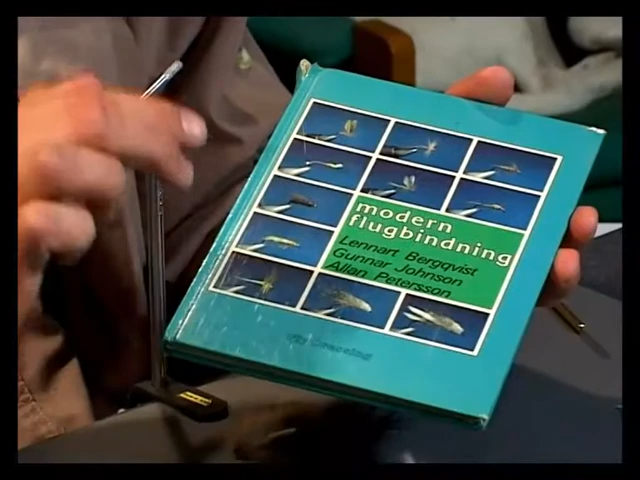 modern
flugbindning
Lennart Bergqvist
Gunnar Johnson
Allan Petersson